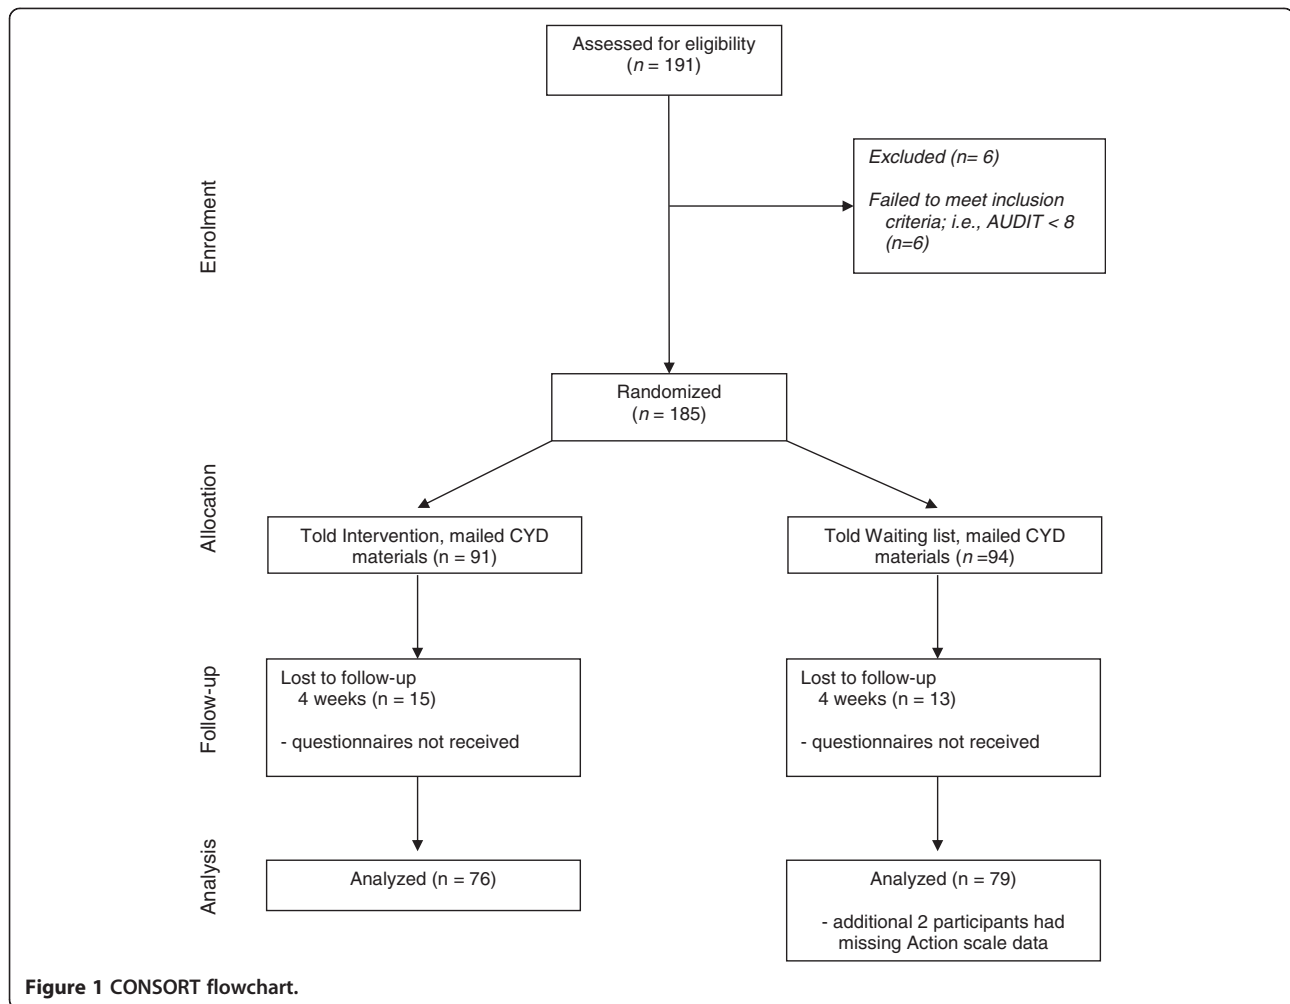 Assessed for eligibility
(n = 191)
Enrolment
Excluded (n= 6)
Failed to meet inclusion
criteria; i.e., AUDIT < 8
(n=6)
Randomized
(n = 185)
Allocation
Told Intervention, mailed CYD
materials (n = 91)
Told Waiting list, mailed CYD
materials (n =94)
Follow-up
Lost to follow-up
4 weeks (n = 15)
- questionnaires not received
Lost to follow-up
4 weeks (n = 13)
- questionnaires not received
Analysis
Analyzed (n = 76)
Analyzed (n = 79)
- additional 2 participants had
missing Action scale data
Figure 1 CONSORT flowchart.